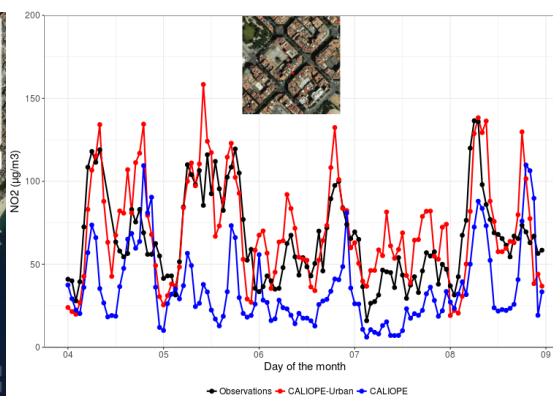 200
150
100
50
0
NO2 (µg/m3)
04 05 06 07 08 09
Day of the month
Observations CALIOPE-Urban CALIOPE